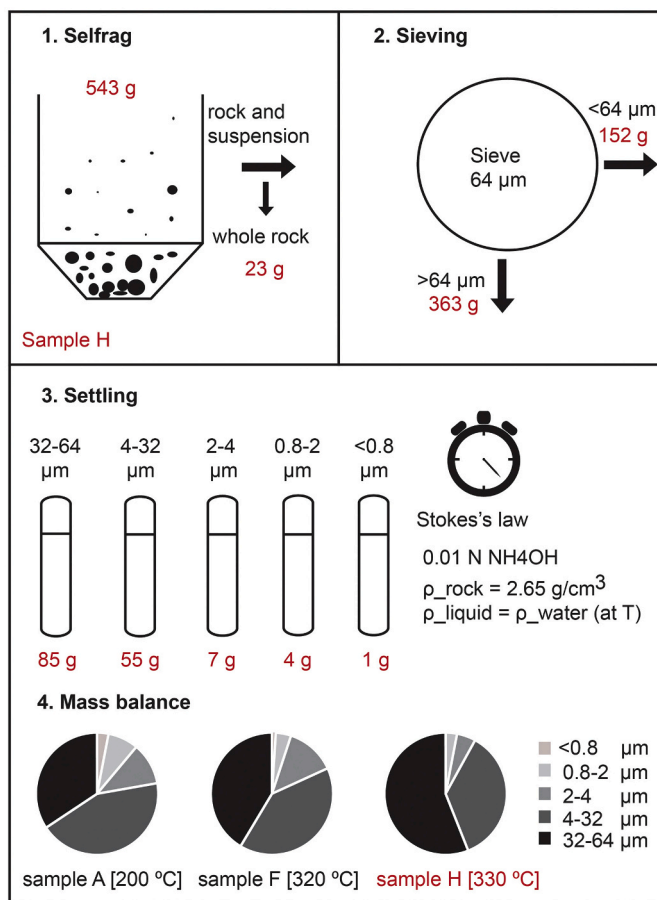 1. Selfrag
543 g
rock and
suspension
whole rock
23 g
Sample H
2. Sieving
Sieve
64 µm
<64 µm
152 g
>64 µm
363 g
3. Settling
32-64
µm
4-32
µm
2-4
µm
0.8-2
µm
<0.8
µm
85 g
55 g
7 g
4 g
1 g
Stokes's law
0.01 N NH4OH
ρ_rock = 2.65 g/cm³
ρ_liquid = ρ_water (at T)
4. Mass balance
<0.8 µm
0.8-2 µm
2-4 µm
4-32 µm
32-64 µm
sample A [200 ºC]
sample F [320 ºC]
sample H [330 ºC]